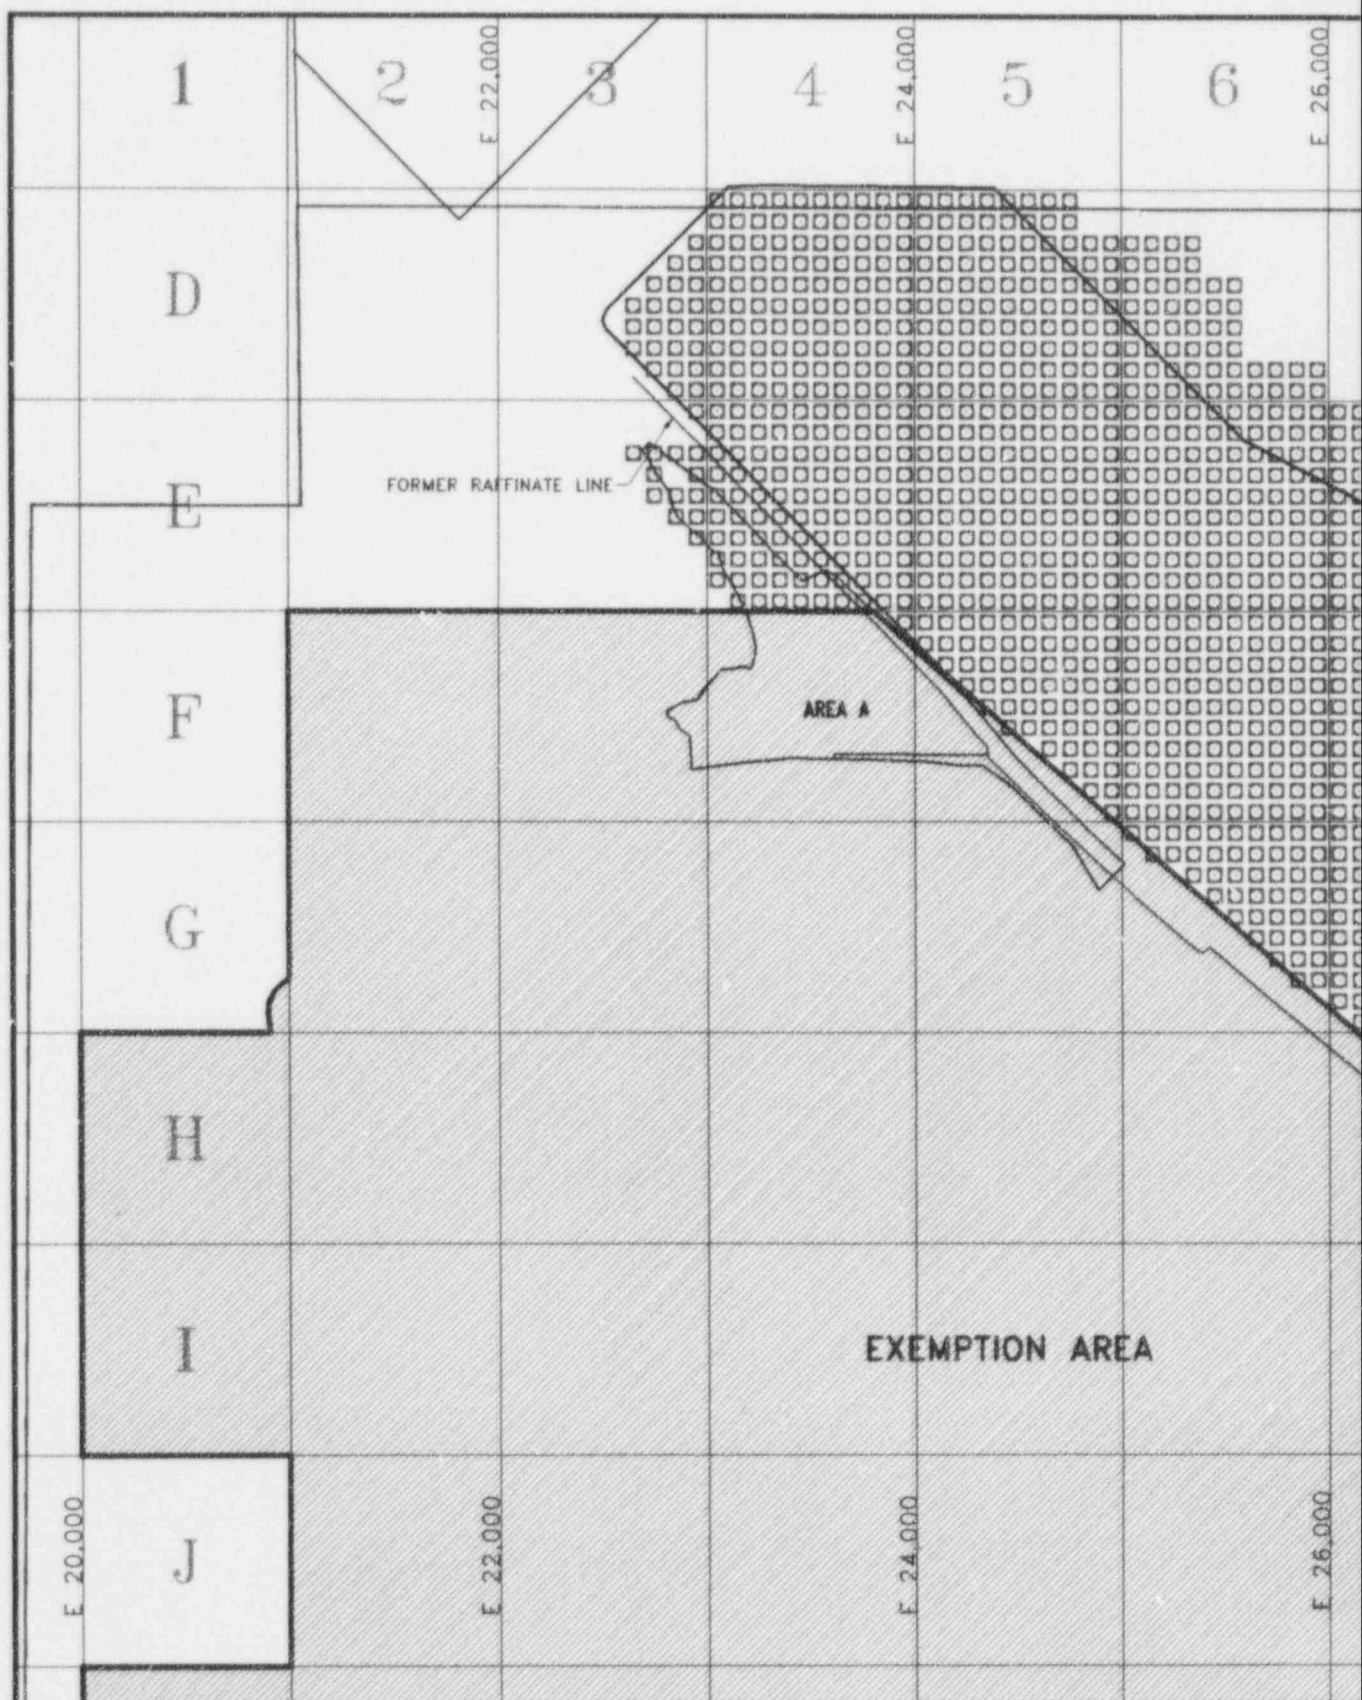 1 2 E 22,000 3 4 E 24,000 5 6 E 26,000
D
FORMER RAFFINATE LINE
E
F
AREA A
G
H
I
EXEMPTION AREA
J
E 20,000 E 22,000 E 24,000 E 26,000